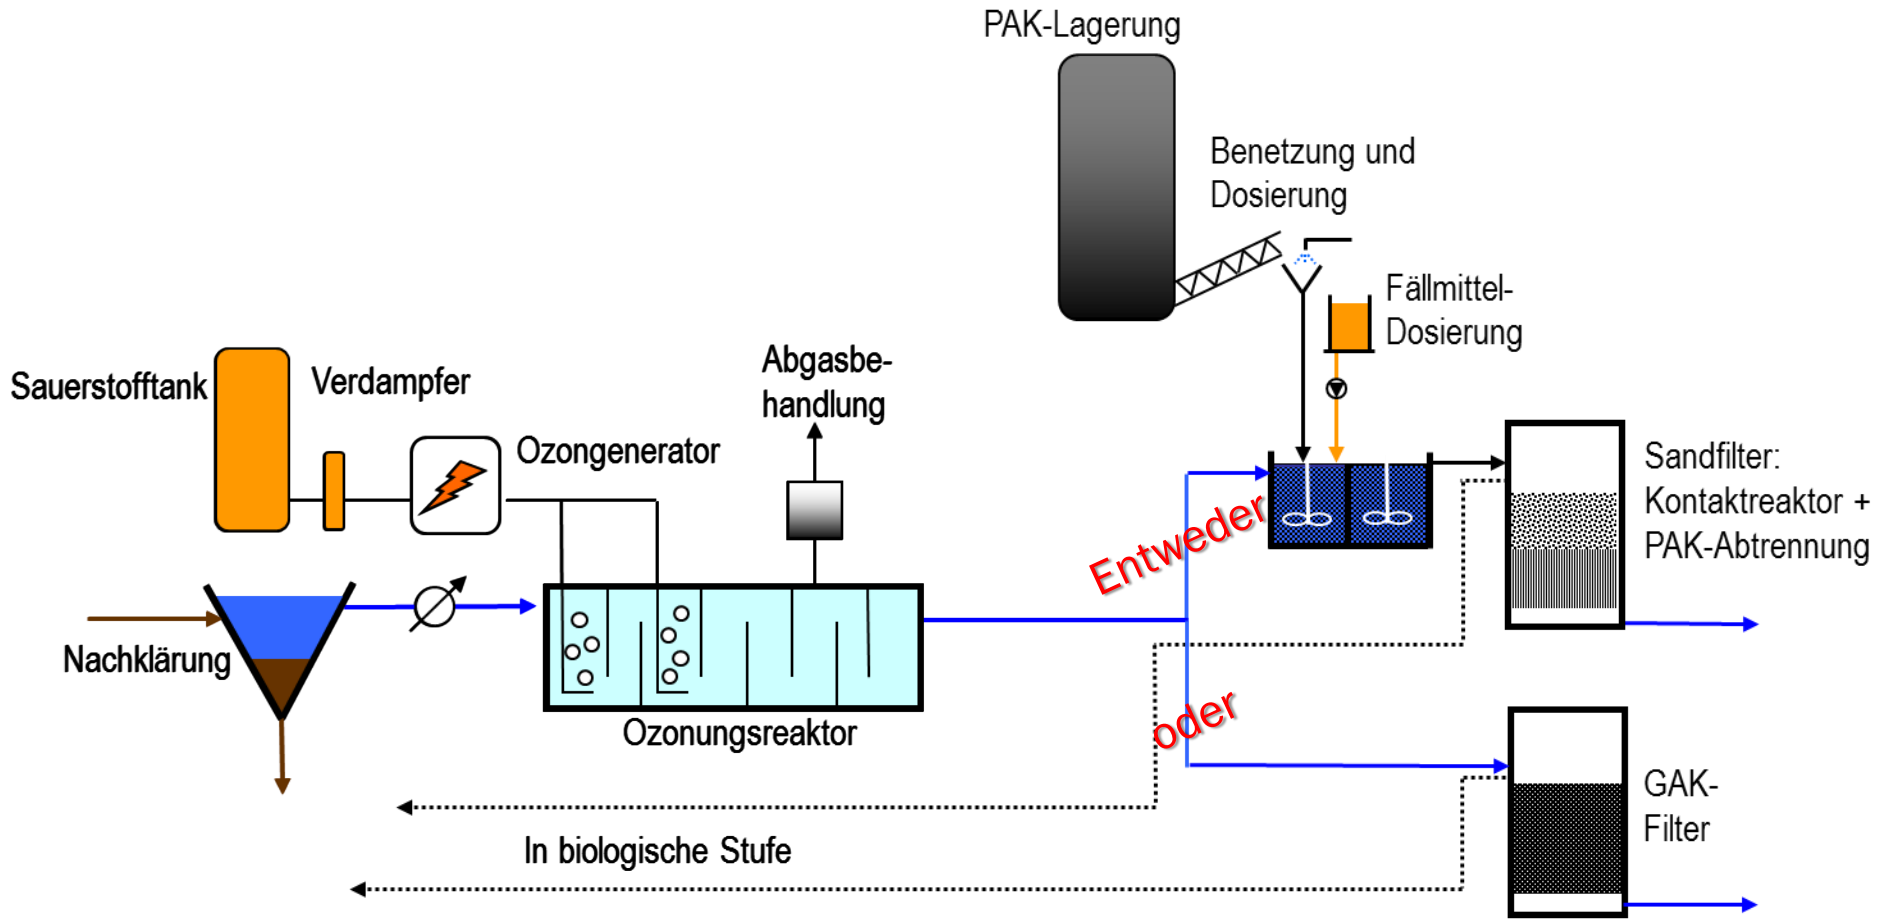 PAK-Lagerung
Benetzung und
Dosierung
Fällmittel-
Dosierung
Abgasbe-
handlung
Sauerstofftank
Verdampfer
Ozongenerator
Sandfilter:
Kontaktreaktor +
PAK-Abtrennung
Entweder
Nachklärung
oder
Ozonungsreaktor
GAK-
Filter
In biologische Stufe